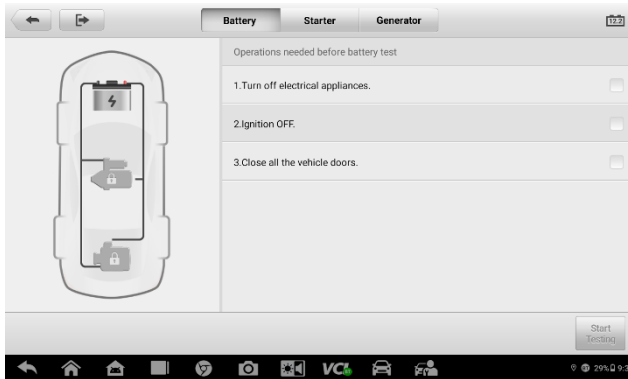 Battery
Starter
Generator
12.2
Operations needed before battery test
1.Turn off electrical appliances.
2.Ignition OFF.
3.Close all the vehicle doors.
Start
Testing
VCI
29%